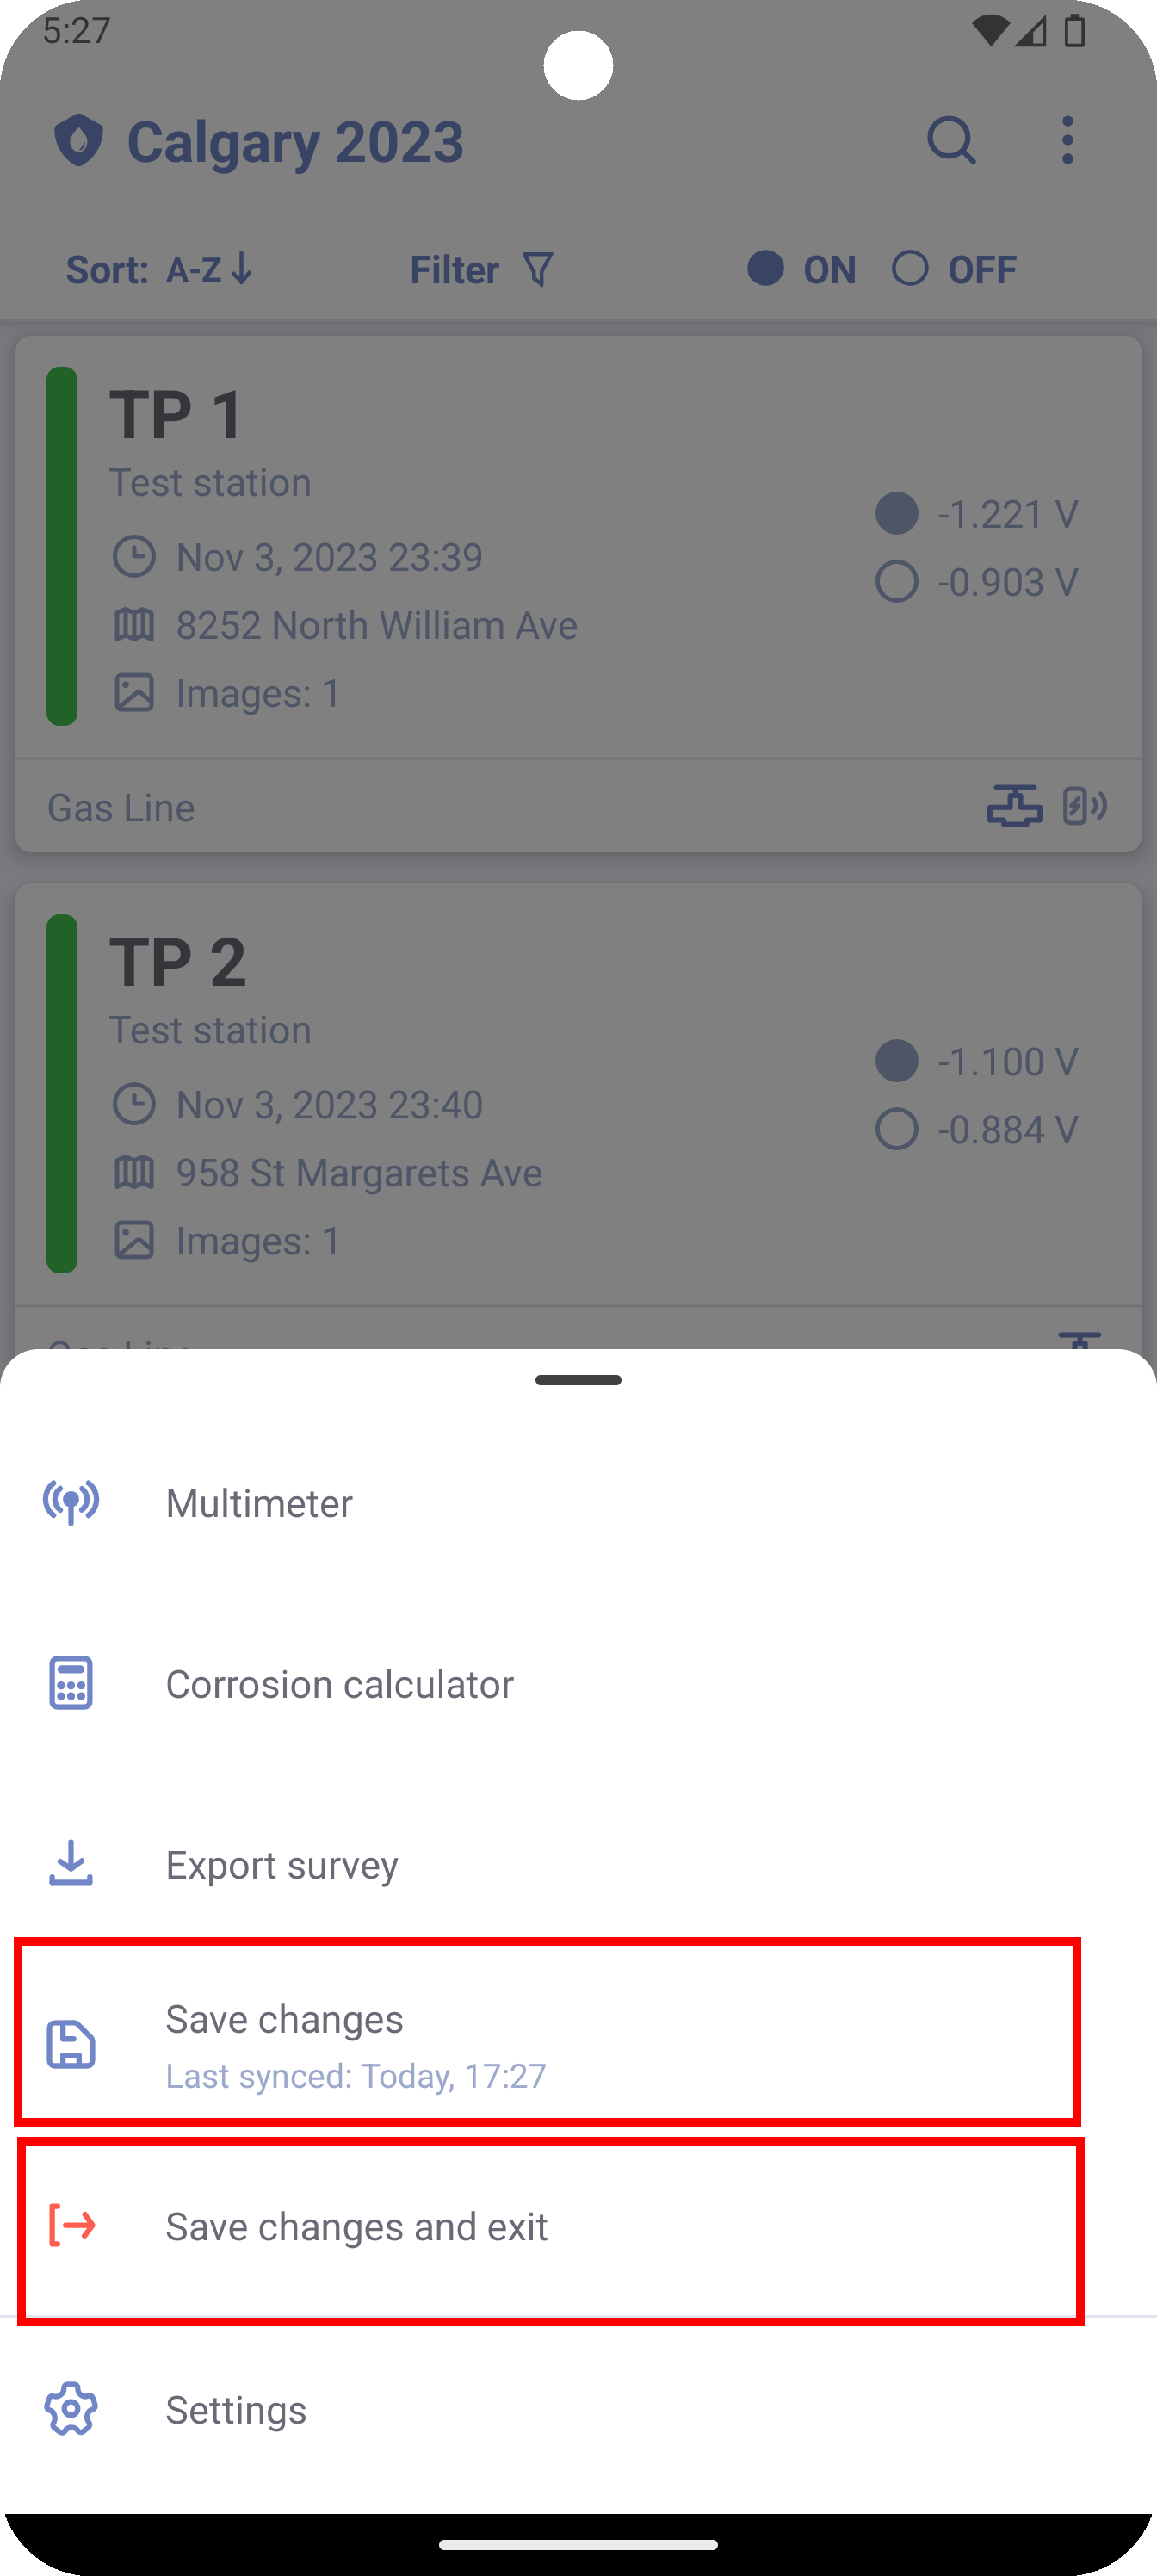 5:27
Calgary 2023
Sort: A-Z Filter ON OFF
TP 1
Test station
-1.221 V
Nov 3, 2023 23:39
-0.903 V
8252 North William Ave
Images: 1
Gas Line
TP 2
Test station
-1.100 V
Nov 3, 2023 23:40
-0.884 V
958 St Margarets Ave
Images: 1
Gas Line
Multimeter
Corrosion calculator
Export survey
Save changes
Last synced: Today, 17:27
Save changes and exit
Settings